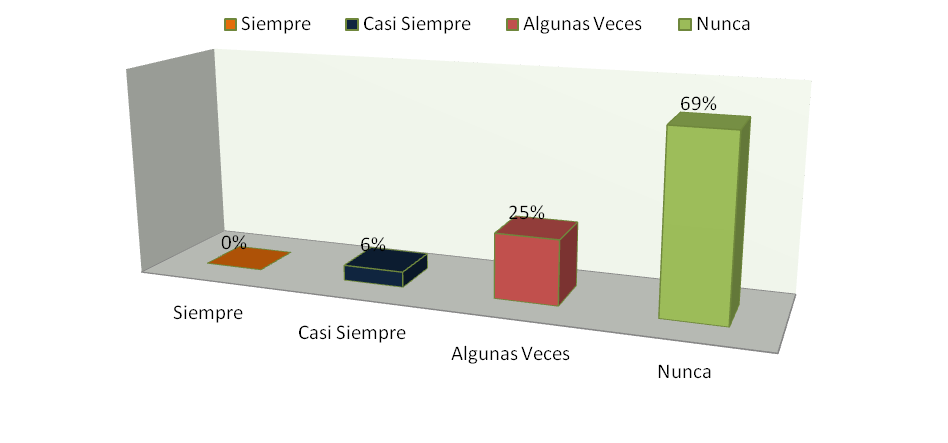 Siempre Casi Siempre Algunas Veces Nunca
69%
25%
6%
0%
Siempre
Casi Siempre
Algunas Veces
Nunca